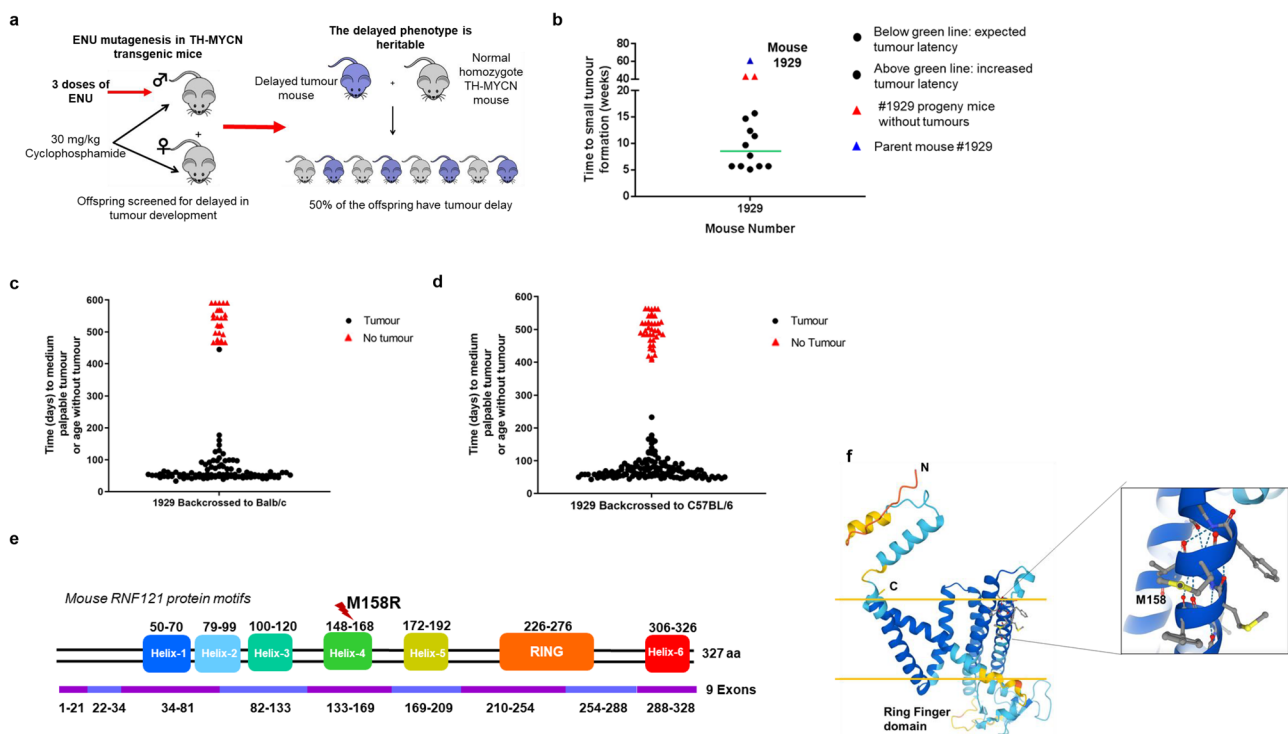 a
ENU mutagenesis in TH-MYCN
transgenic mice
3 doses of
ENU
♂
30 mg/kg
Cyclophosphamide
+
♀
Offspring screened for delayed in
tumour development
The delayed phenotype is
heritable
Delayed tumour
mouse
+
Normal
homozygote
TH-MYCN
mouse
50% of the offspring have tumour delay
b
Time to small tumour
formation (weeks)
80
60
40
20
15
10
5
0
Mouse
1929
1929
Mouse Number
Below green line: expected
tumour latency
Above green line: increased
tumour latency
#1929 progeny mice
without tumours
Parent mouse #1929
c
Time (days) to medium
palpable tumour
or age without tumour
600
500
400
300
200
100
0
1929 Backcrossed to Balb/c
Tumour
No tumour
d
Time (days) to medium
palpable tumour
or age without tumour
600
500
400
300
200
100
0
1929 Backcrossed to C57BL/6
Tumour
No Tumour
e
Mouse RNF121 protein motifs
M158R
50-70 79-99 100-120 148-168 172-192 226-276 306-326
Helix-1 Helix-2 Helix-3 Helix-4 Helix-5 RING Helix-6 327 aa
9 Exons
1-21 22-34 34-81 82-133 133-169 169-209 210-254 254-288 288-328
f
N
C
Ring Finger
domain
M158